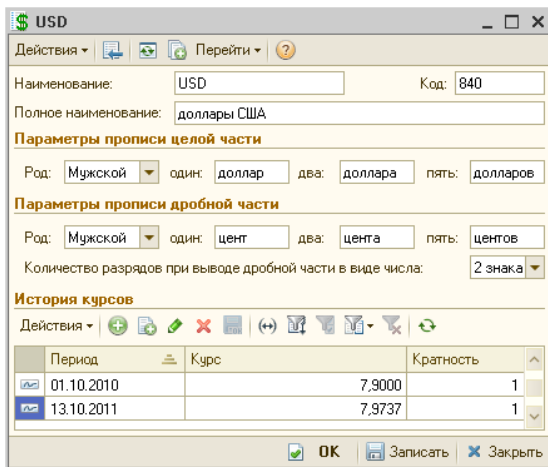 USD
Действия Перейти
Наименование: USD Код: 840
Полное наименование: доллары США
Параметры прописи целой части
Род: Мужской один: доллар два: доллара пять: долларов
Параметры прописи дробной части
Род: Мужской один: цент два: цента пять: центов
Количество разрядов при выводе дробной части в виде числа: 2 знака
История курсов
Действия
Период Курс Кратность
01.10.2010 7,9000 1
13.10.2011 7,9737 1
OK Записать Закрыть